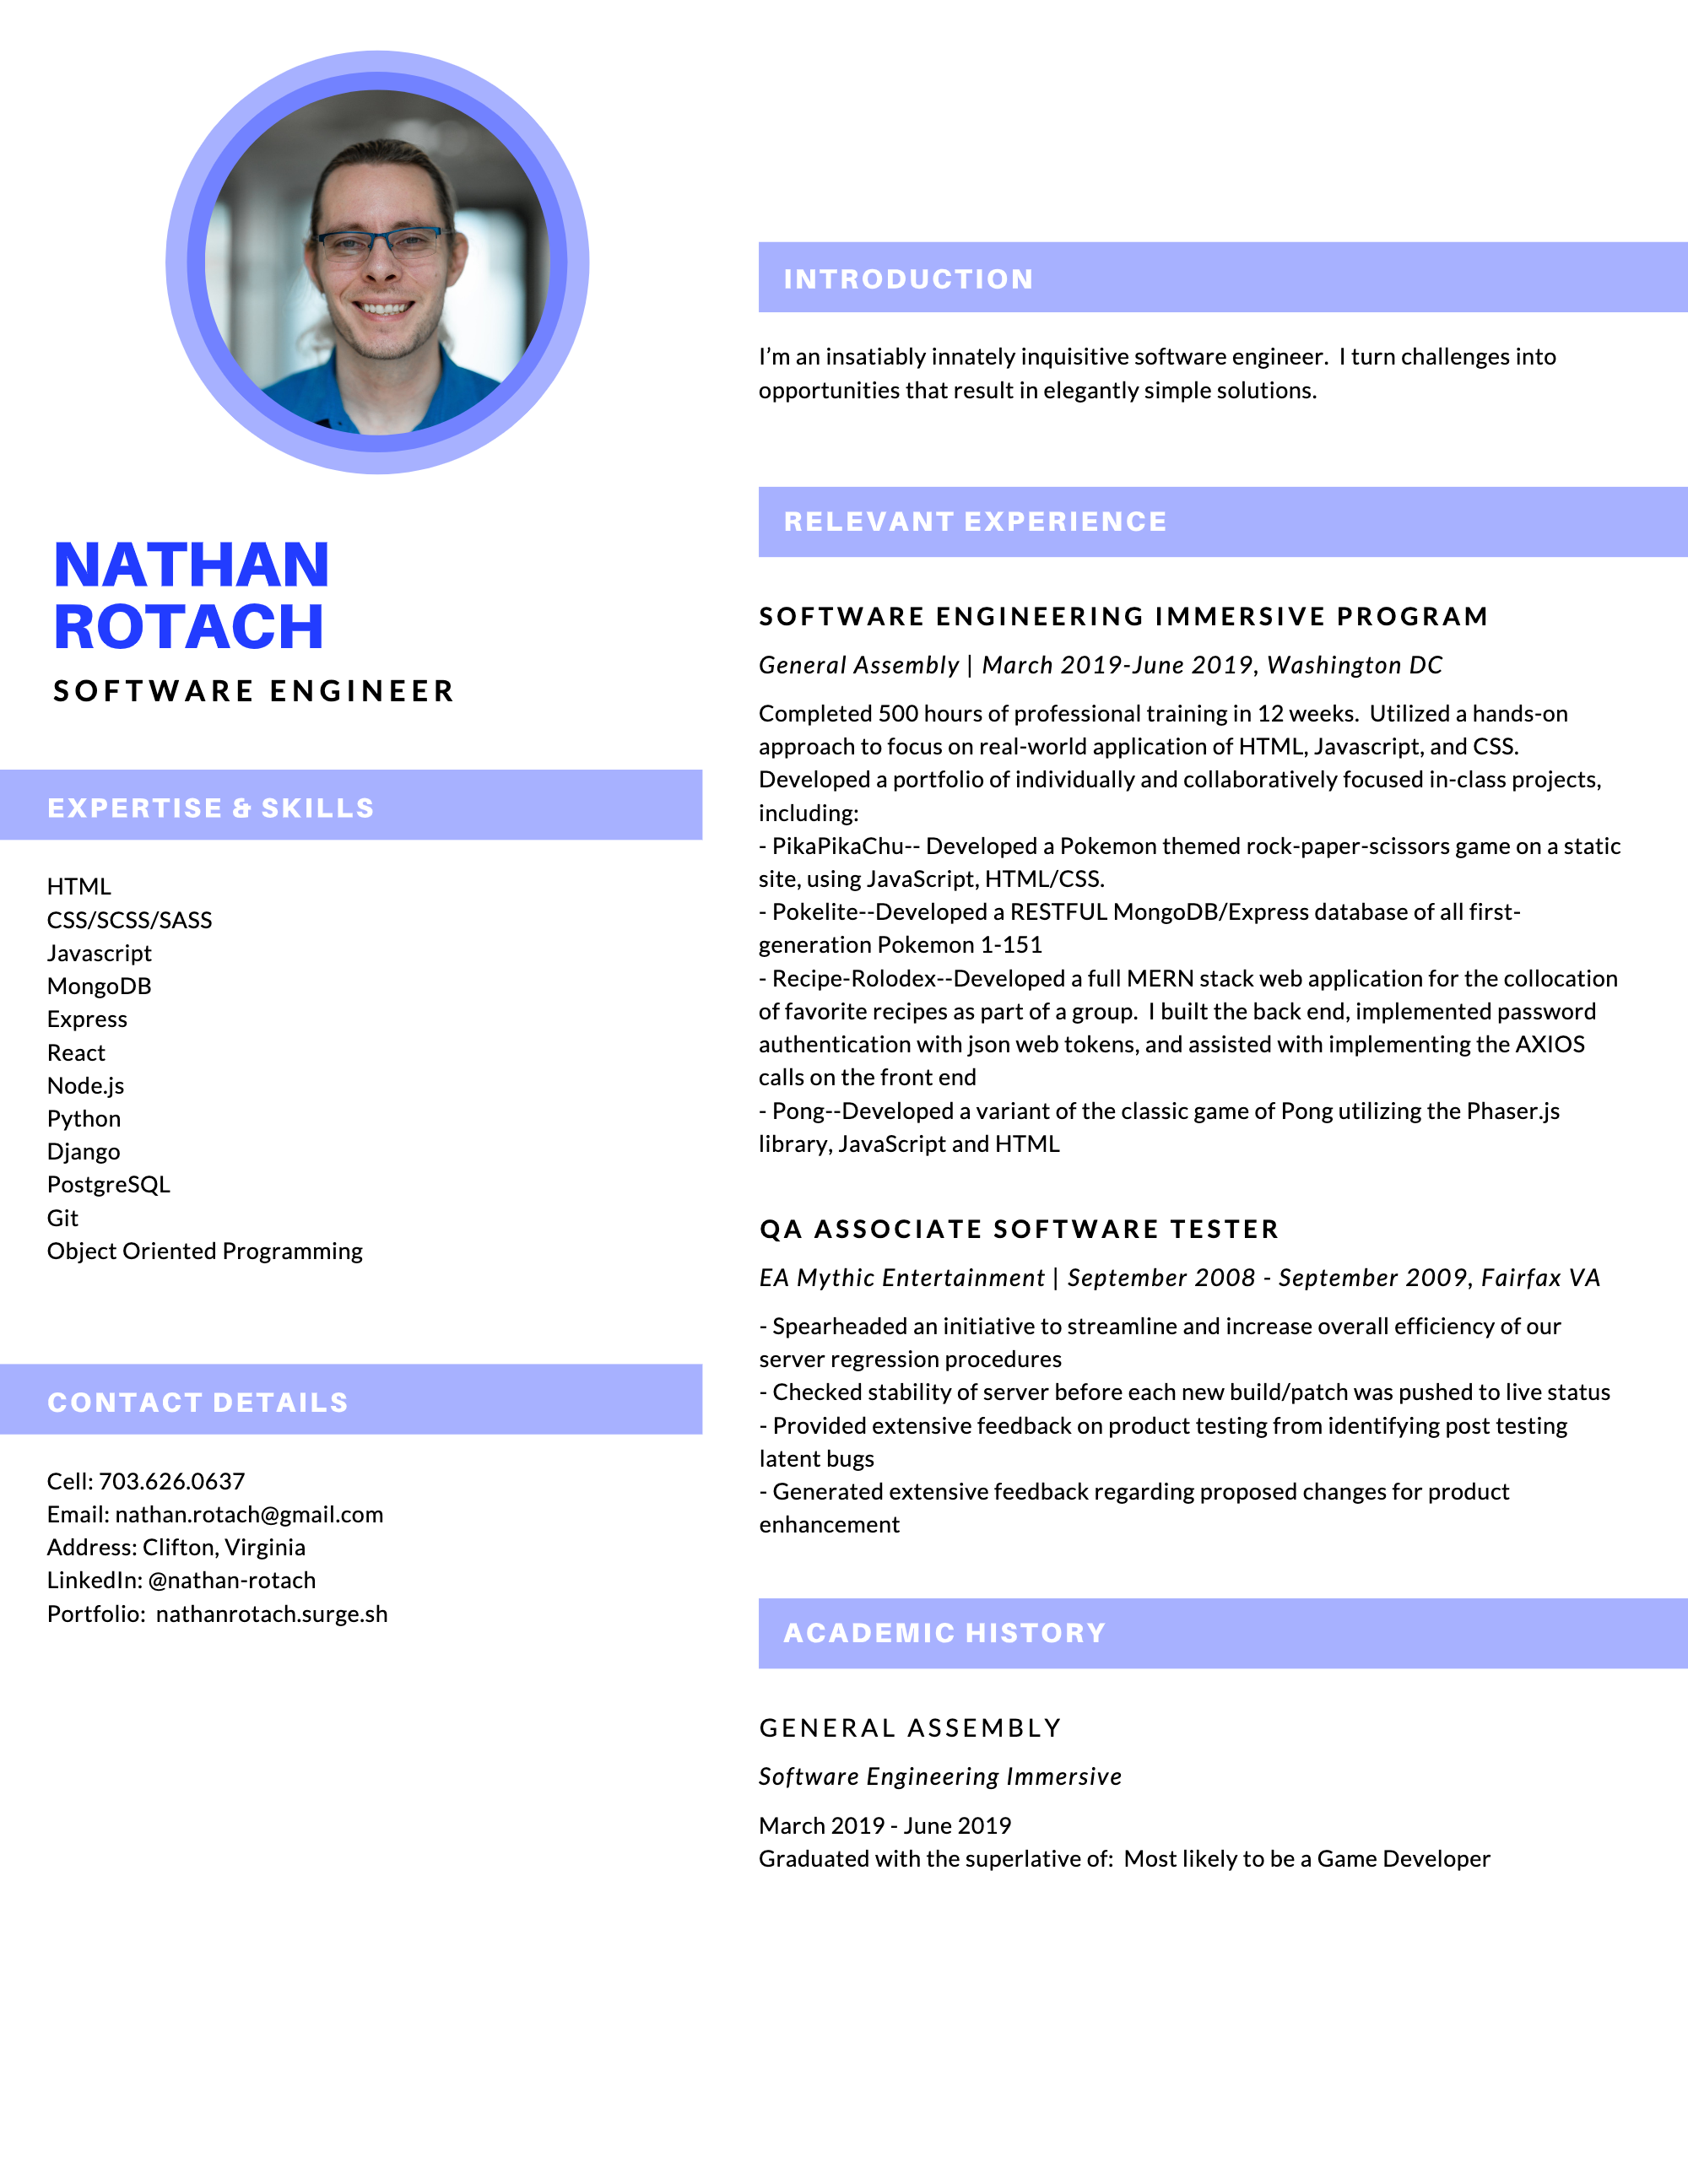 NATHAN
ROTACH
SOFTWARE ENGINEER
EXPERTISE & SKILLS
HTML
CSS/SCSS/SASS
Javascript
MongoDB
Express
React
Node.js
Python
Django
PostgreSQL
Git
Object Oriented Programming
CONTACT DETAILS
Cell: 703.626.0637
Email: nathan.rotach@gmail.com
Address: Clifton, Virginia
LinkedIn: @nathan-rotach
Portfolio:  nathanrotach.surge.sh
INTRODUCTION
I’m an insatiably innately inquisitive software engineer.  I turn challenges into
opportunities that result in elegantly simple solutions.
RELEVANT EXPERIENCE
SOFTWARE ENGINEERING IMMERSIVE PROGRAM
General Assembly | March 2019-June 2019, Washington DC
Completed 500 hours of professional training in 12 weeks.  Utilized a hands-on
approach to focus on real-world application of HTML, Javascript, and CSS.
Developed a portfolio of individually and collaboratively focused in-class projects,
including:
- PikaPikaChu-- Developed a Pokemon themed rock-paper-scissors game on a static
site, using JavaScript, HTML/CSS.
- Pokelite--Developed a RESTFUL MongoDB/Express database of all first-
generation Pokemon 1-151
- Recipe-Rolodex--Developed a full MERN stack web application for the collocation
of favorite recipes as part of a group.  I built the back end, implemented password
authentication with json web tokens, and assisted with implementing the AXIOS
calls on the front end
- Pong--Developed a variant of the classic game of Pong utilizing the Phaser.js
library, JavaScript and HTML
QA ASSOCIATE SOFTWARE TESTER
EA Mythic Entertainment | September 2008 - September 2009, Fairfax VA
- Spearheaded an initiative to streamline and increase overall efficiency of our
server regression procedures
- Checked stability of server before each new build/patch was pushed to live status
- Provided extensive feedback on product testing from identifying post testing
latent bugs
- Generated extensive feedback regarding proposed changes for product
enhancement
ACADEMIC HISTORY
GENERAL ASSEMBLY
Software Engineering Immersive
March 2019 - June 2019
Graduated with the superlative of:  Most likely to be a Game Developer